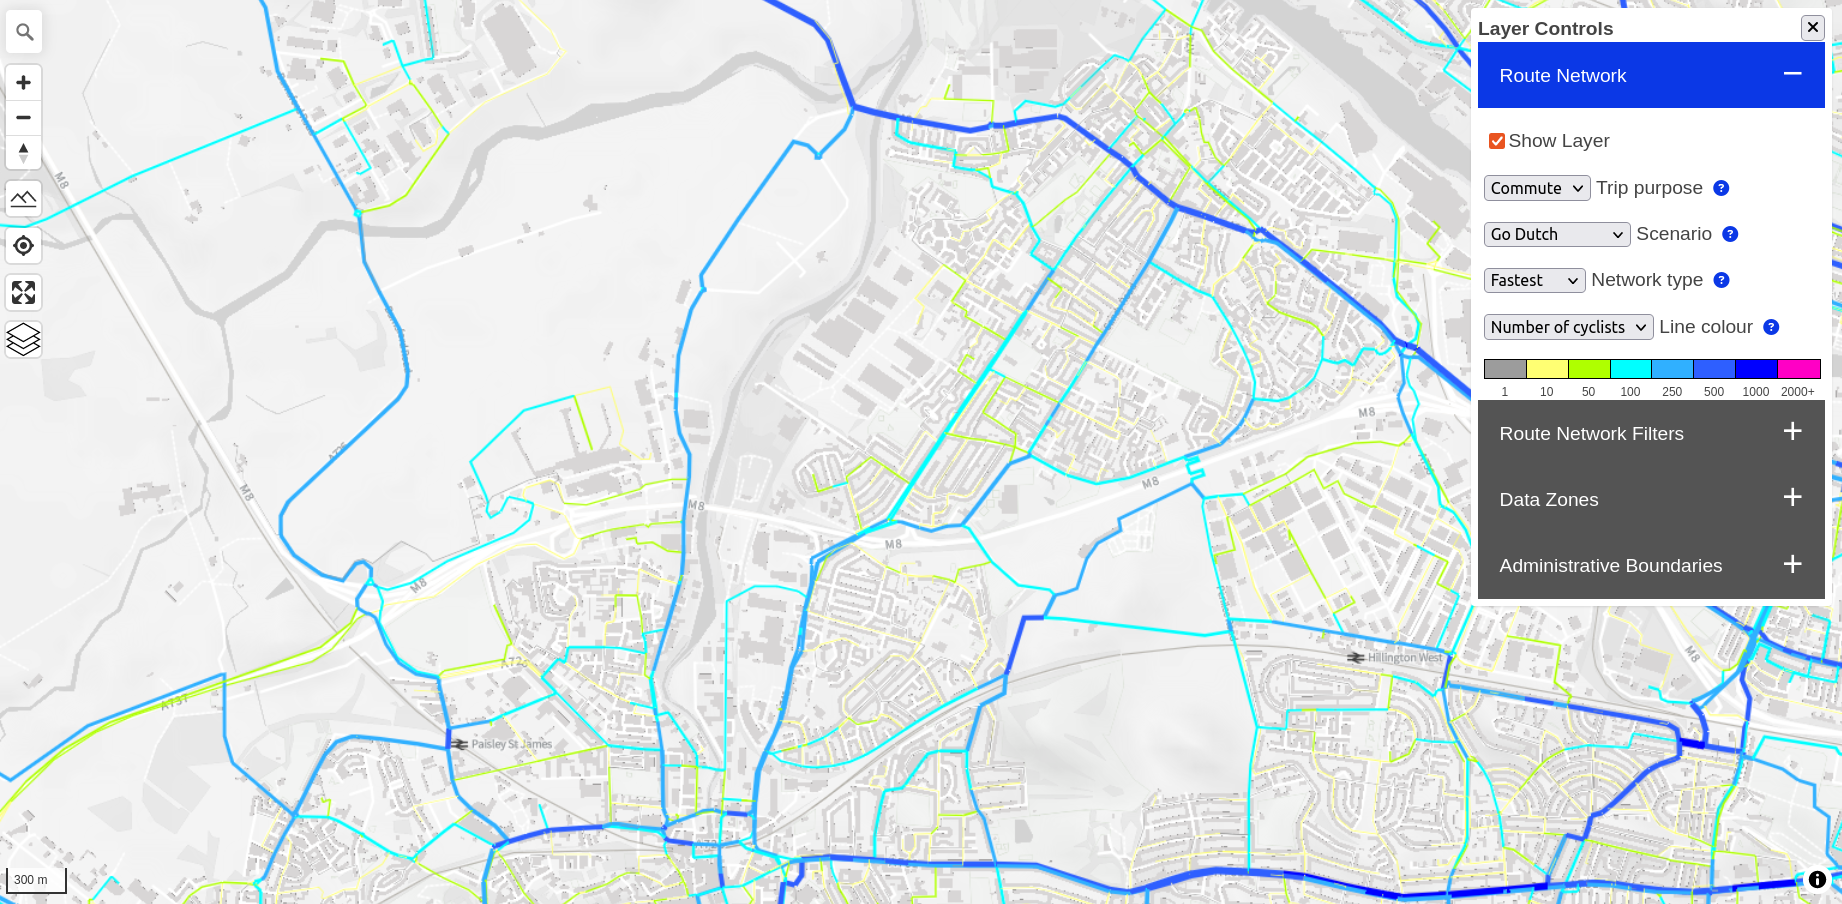 Layer Controls
Route Network
Show Layer
Commute Trip purpose ?
Go Dutch Scenario ?
Fastest Network type ?
Number of cyclists Line colour ?
1 10 50 100 250 500 1000 2000+
Route Network Filters
Data Zones
Administrative Boundaries
M8
M8
M8
M8
M8
M8
M8
M8
A726
A737
Hillington West
Paisley St James
300 m